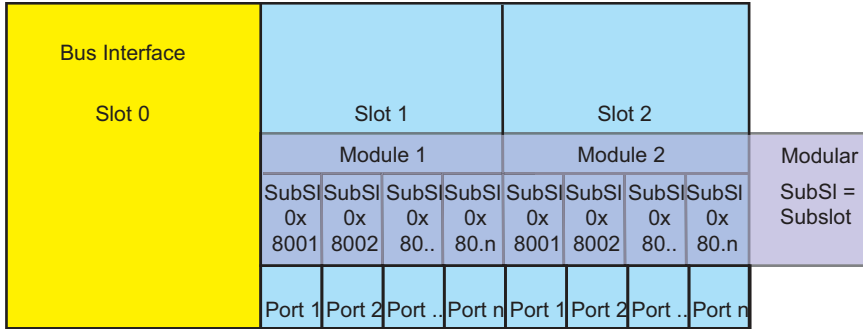 Bus Interface
Slot 0
Slot 1
Slot 2
Module 1
Module 2
Modular
SubSl SubSl SubSl SubSl SubSl SubSl SubSl SubSl
0x 0x 0x 0x 0x 0x 0x 0x
8001 8002 80.. 80.n 8001 8002 80.. 80.n
SubSl =
Subslot
Port 1 Port 2 Port .. Port n Port 1 Port 2 Port .. Port n